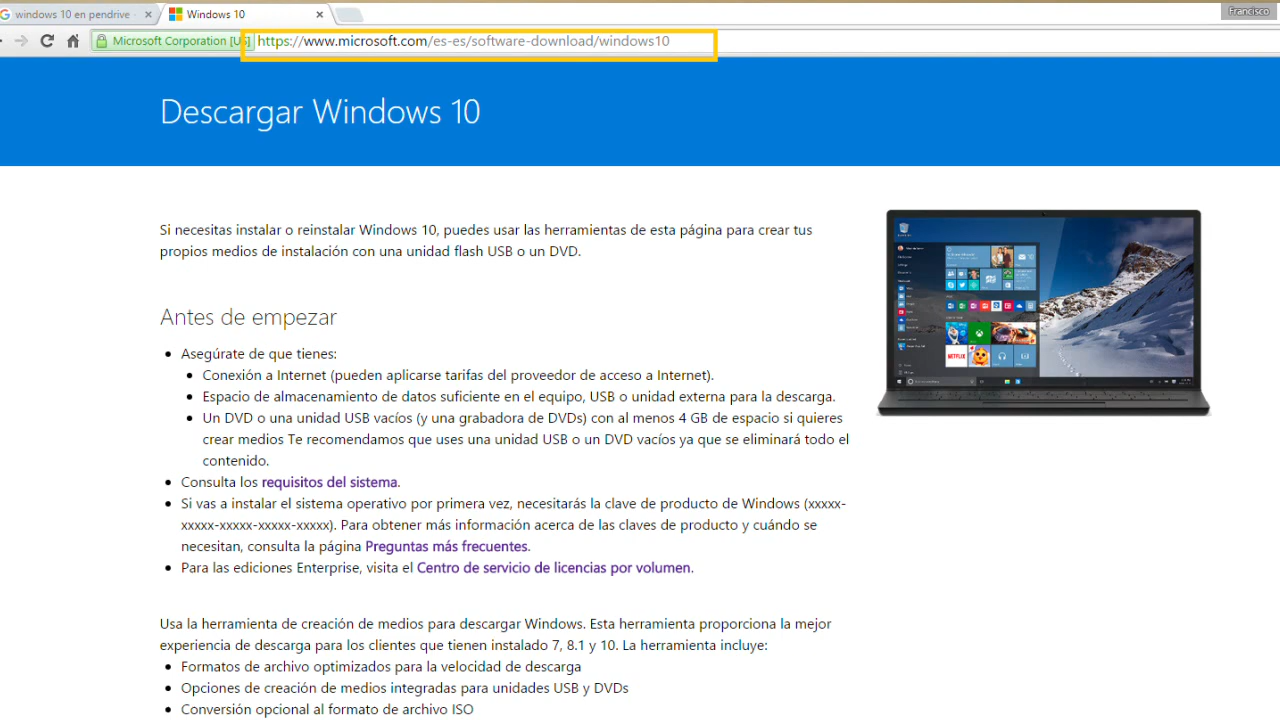 windows 10 en pendrive
Windows 10
Francisco
Microsoft Corporation [US]
https://www.microsoft.com/es-es/software-download/windows10
Descargar Windows 10
Si necesitas instalar o reinstalar Windows 10, puedes usar las herramientas de esta página para crear tus
propios medios de instalación con una unidad flash USB o un DVD.
Antes de empezar
• Asegúrate de que tienes:
• Conexión a Internet (pueden aplicarse tarifas del proveedor de acceso a Internet).
• Espacio de almacenamiento de datos suficiente en el equipo, USB o unidad externa para la descarga.
• Un DVD o una unidad USB vacíos (y una grabadora de DVDs) con al menos 4 GB de espacio si quieres
crear medios Te recomendamos que uses una unidad USB o un DVD vacíos ya que se eliminará todo el
contenido.
• Consulta los requisitos del sistema.
• Si vas a instalar el sistema operativo por primera vez, necesitarás la clave de producto de Windows (xxxxx-
xxxxx-xxxxx-xxxxx-xxxxx). Para obtener más información acerca de las claves de producto y cuándo se
necesitan, consulta la página Preguntas más frecuentes.
• Para las ediciones Enterprise, visita el Centro de servicio de licencias por volumen.
Usa la herramienta de creación de medios para descargar Windows. Esta herramienta proporciona la mejor
experiencia de descarga para los clientes que tienen instalado 7, 8.1 y 10. La herramienta incluye:
• Formatos de archivo optimizados para la velocidad de descarga
• Opciones de creación de medios integradas para unidades USB y DVDs
• Conversión opcional al formato de archivo ISO
NETFLIX